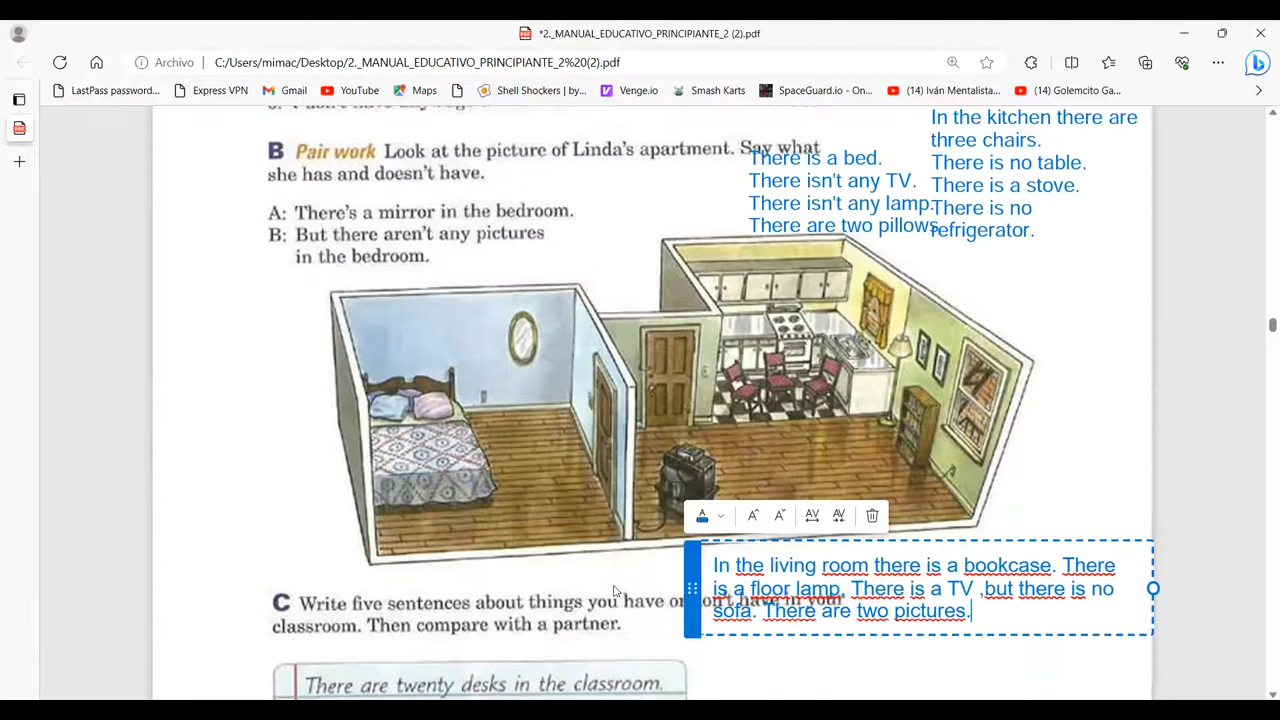 *2._MANUAL_EDUCATIVO_PRINCIPIANTE_2 (2).pdf
Archivo
C:/Users/mimac/Desktop/2._MANUAL_EDUCATIVO_PRINCIPIANTE_2%20(2).pdf
LastPass password...
Express VPN
Gmail
YouTube
Maps
Shell Shockers | by...
Venge.io
Smash Karts
SpaceGuard.io - On...
(14) Iván Mentalista...
(14) Golemcito Ga...
In the kitchen there are
three chairs.
There is no table.
There is a stove.
There is no
refrigerator.
B Pair work Look at the picture of Linda's apartment. Say what
she has and doesn't have.
There is a bed.
There isn't any TV.
There isn't any lamp.
There are two pillows
A: There's a mirror in the bedroom.
B: But there aren't any pictures
in the bedroom.
In the living room there is a bookcase. There
is a floor lamp. There is a TV ,but there is no
sofa. There are two pictures.
C Write five sentences about things you have or don't have in your
classroom. Then compare with a partner.
There are twenty desks in the classroom.